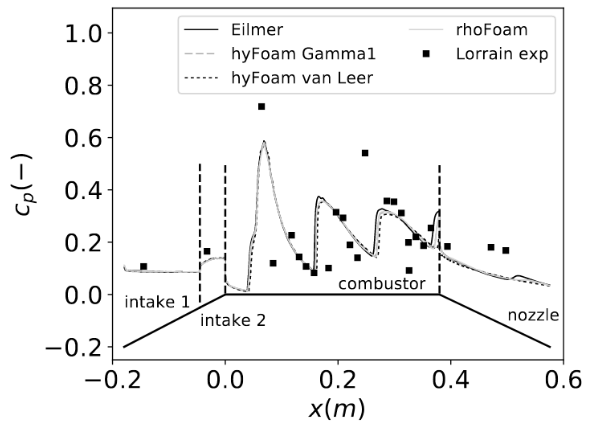 Eilmer
hyFoam Gamma1
hyFoam van Leer
rhoFoam
Lorrain exp
1.0
0.8
0.6
0.4
0.2
0.0
−0.2
c_p(−)
intake 1
intake 2
combustor
nozzle
−0.2 0.0 0.2 0.4 0.6
x(m)